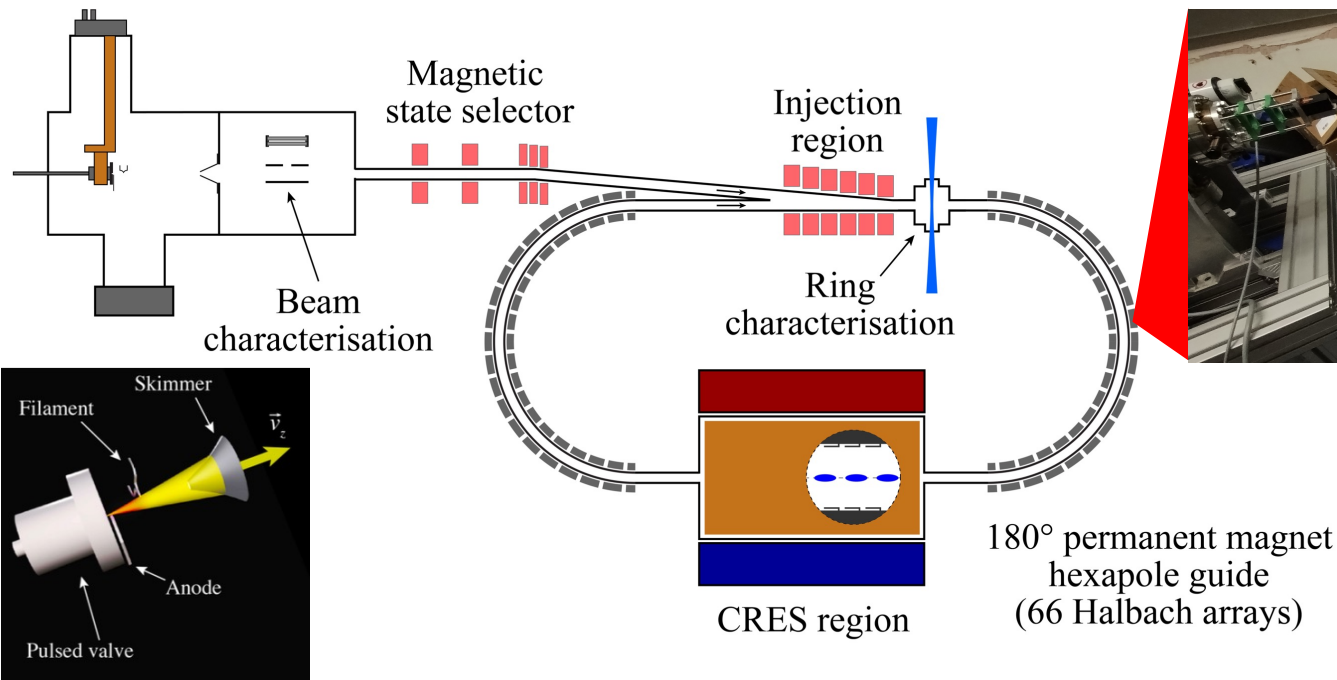 Magnetic
state selector
Injection
region
Beam
characterisation
Ring
characterisation
Skimmer
Filament
v⃗_z
Anode
Pulsed valve
CRES region
180° permanent magnet
hexapole guide
(66 Halbach arrays)